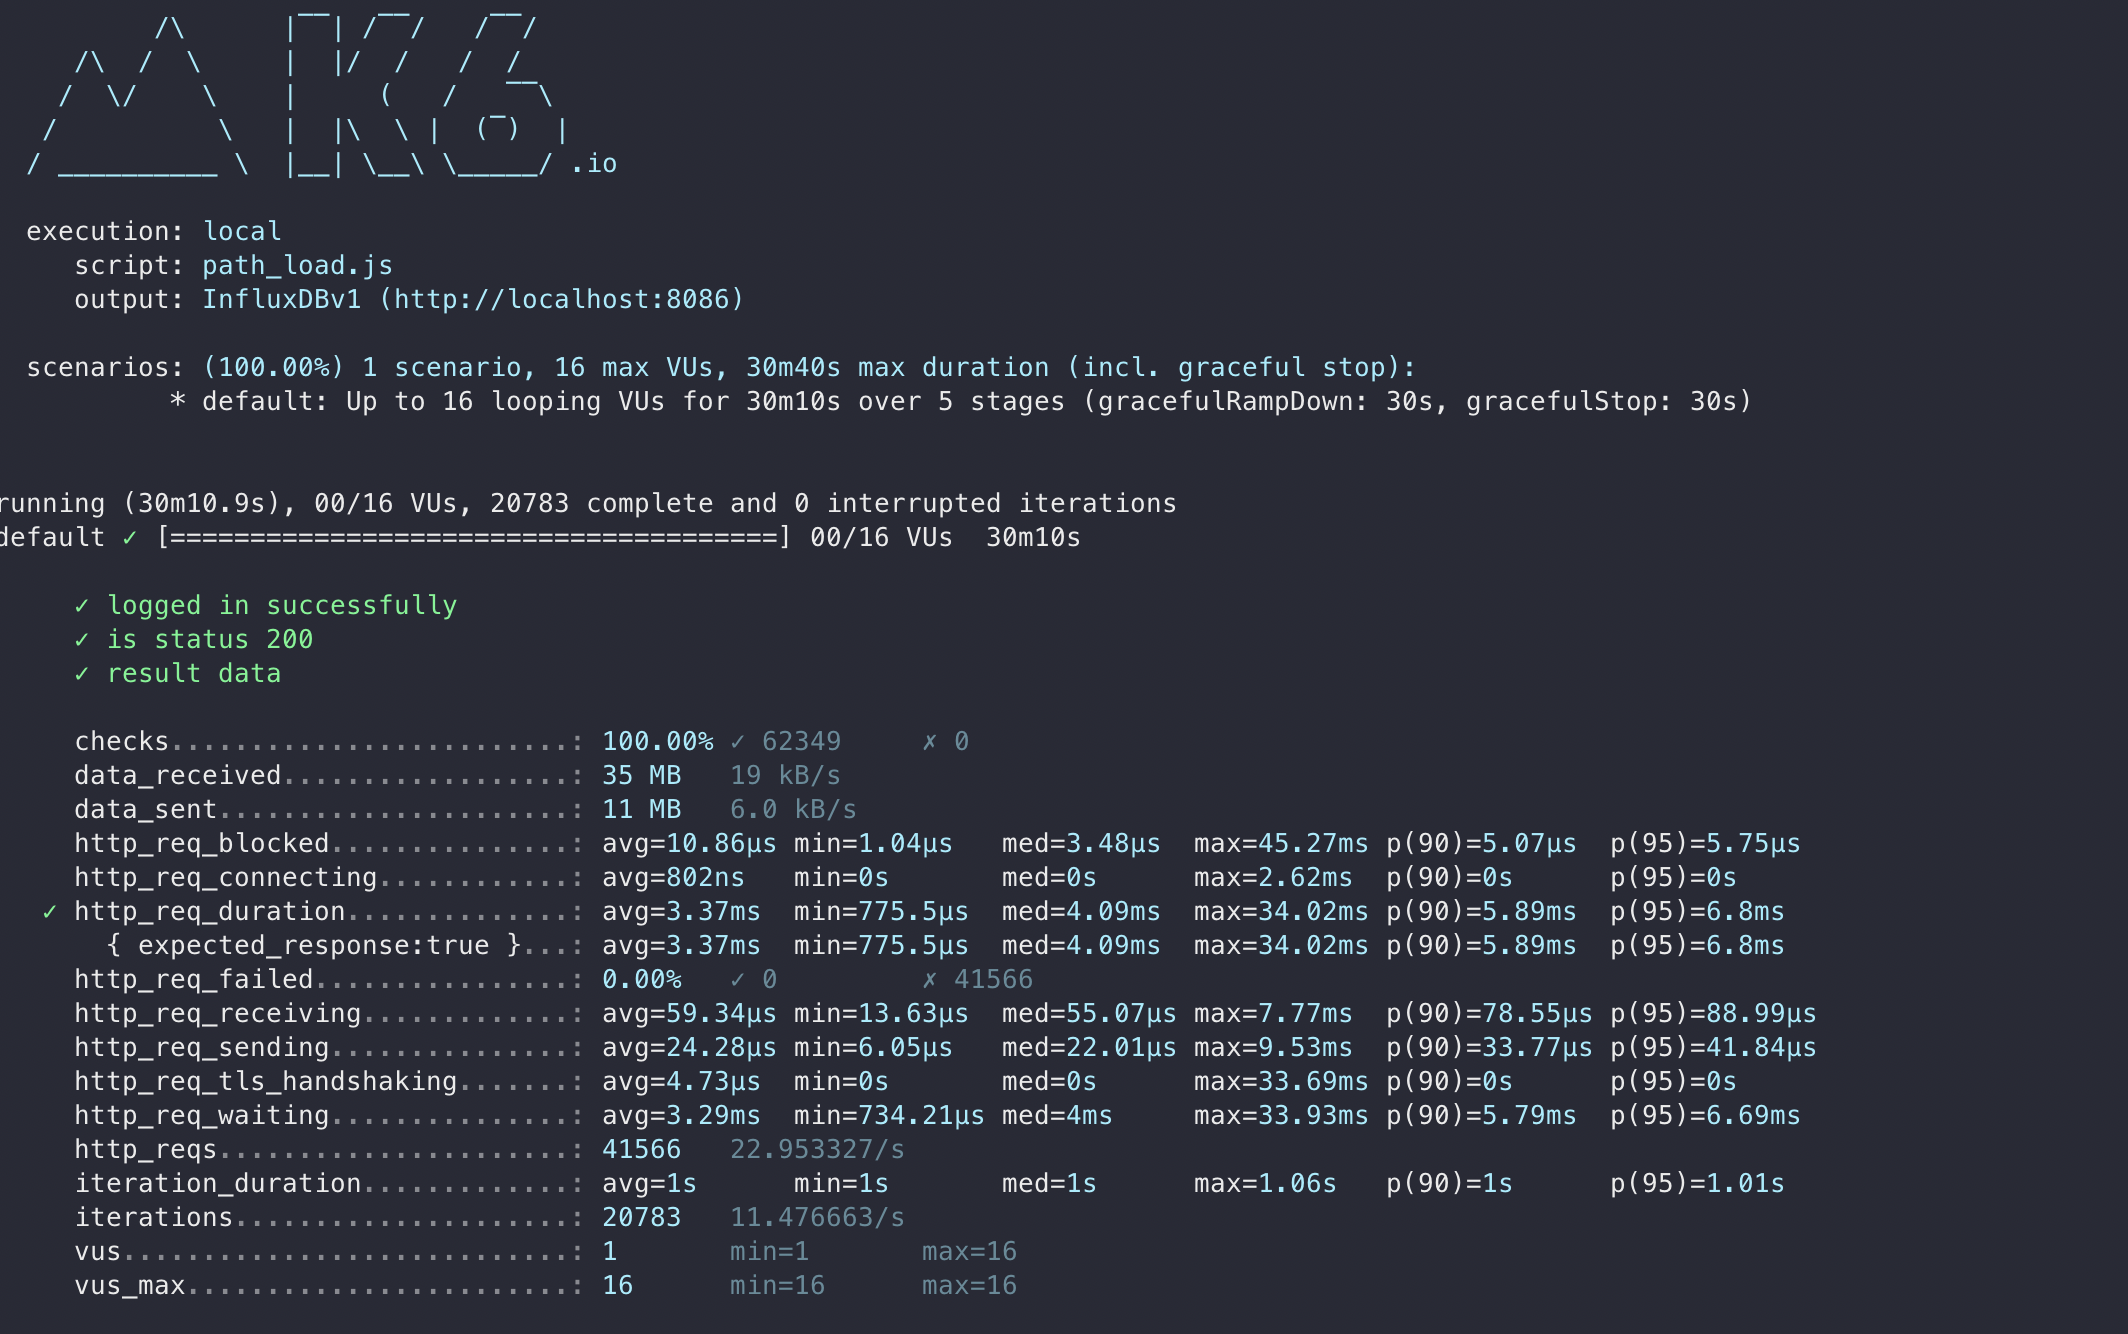 /\      |‾‾| /‾‾/   /‾‾/
     /\  /  \     |  |/  /   /  /
    /  \/    \    |     (   /   ‾‾\
   /          \   |  |\  \ |  (‾)  |
  / __________ \  |__| \__\ \_____/ .io
execution: local
script: path_load.js
output: InfluxDBv1 (http://localhost:8086)
scenarios: (100.00%) 1 scenario, 16 max VUs, 30m40s max duration (incl. graceful stop):
* default: Up to 16 looping VUs for 30m10s over 5 stages (gracefulRampDown: 30s, gracefulStop: 30s)
running (30m10.9s), 00/16 VUs, 20783 complete and 0 interrupted iterations
default ✓ [======================================] 00/16 VUs  30m10s
✓ logged in successfully
✓ is status 200
✓ result data
checks.........................: 100.00% ✓ 62349     ✗ 0
data_received..................: 35 MB   19 kB/s
data_sent......................: 11 MB   6.0 kB/s
http_req_blocked...............: avg=10.86µs min=1.04µs   med=3.48µs  max=45.27ms p(90)=5.07µs  p(95)=5.75µs
http_req_connecting............: avg=802ns   min=0s       med=0s      max=2.62ms  p(90)=0s      p(95)=0s
✓ http_req_duration..............: avg=3.37ms  min=775.5µs  med=4.09ms  max=34.02ms p(90)=5.89ms  p(95)=6.8ms
{ expected_response:true }...: avg=3.37ms  min=775.5µs  med=4.09ms  max=34.02ms p(90)=5.89ms  p(95)=6.8ms
http_req_failed................: 0.00%   ✓ 0         ✗ 41566
http_req_receiving.............: avg=59.34µs min=13.63µs  med=55.07µs max=7.77ms  p(90)=78.55µs p(95)=88.99µs
http_req_sending...............: avg=24.28µs min=6.05µs   med=22.01µs max=9.53ms  p(90)=33.77µs p(95)=41.84µs
http_req_tls_handshaking.......: avg=4.73µs  min=0s       med=0s      max=33.69ms p(90)=0s      p(95)=0s
http_req_waiting...............: avg=3.29ms  min=734.21µs med=4ms     max=33.93ms p(90)=5.79ms  p(95)=6.69ms
http_reqs......................: 41566   22.953327/s
iteration_duration.............: avg=1s      min=1s       med=1s      max=1.06s   p(90)=1s      p(95)=1.01s
iterations.....................: 20783   11.476663/s
vus............................: 1       min=1       max=16
vus_max........................: 16      min=16      max=16